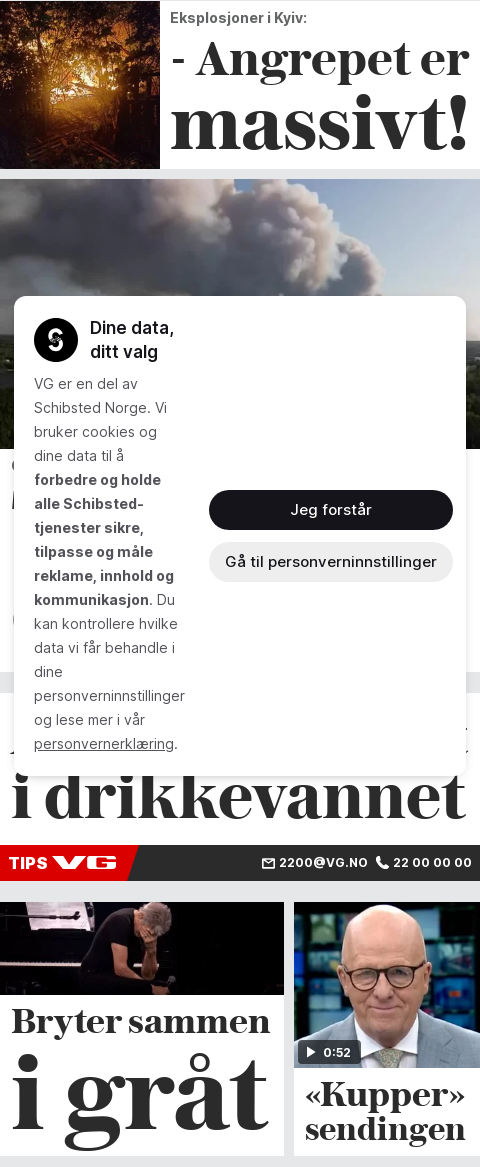 Eksplosjoner i Kyiv:
- Angrepet er
massivt!
Dine data,
ditt valg
VG er en del av
Schibsted Norge. Vi
bruker cookies og
dine data til å
forbedre og holde
alle Schibsted-
tjenester sikre,
tilpasse og måle
reklame, innhold og
kommunikasjon. Du
kan kontrollere hvilke
data vi får behandle i
dine
personverninnstillinger
og lese mer i vår
personvernerklæring.
Jeg forstår
Gå til personverninnstillinger
i drikkevannet
TIPS VG
2200@VG.NO 22 00 00 00
Bryter sammen
i gråt
0:52
«Kupper»
sendingen